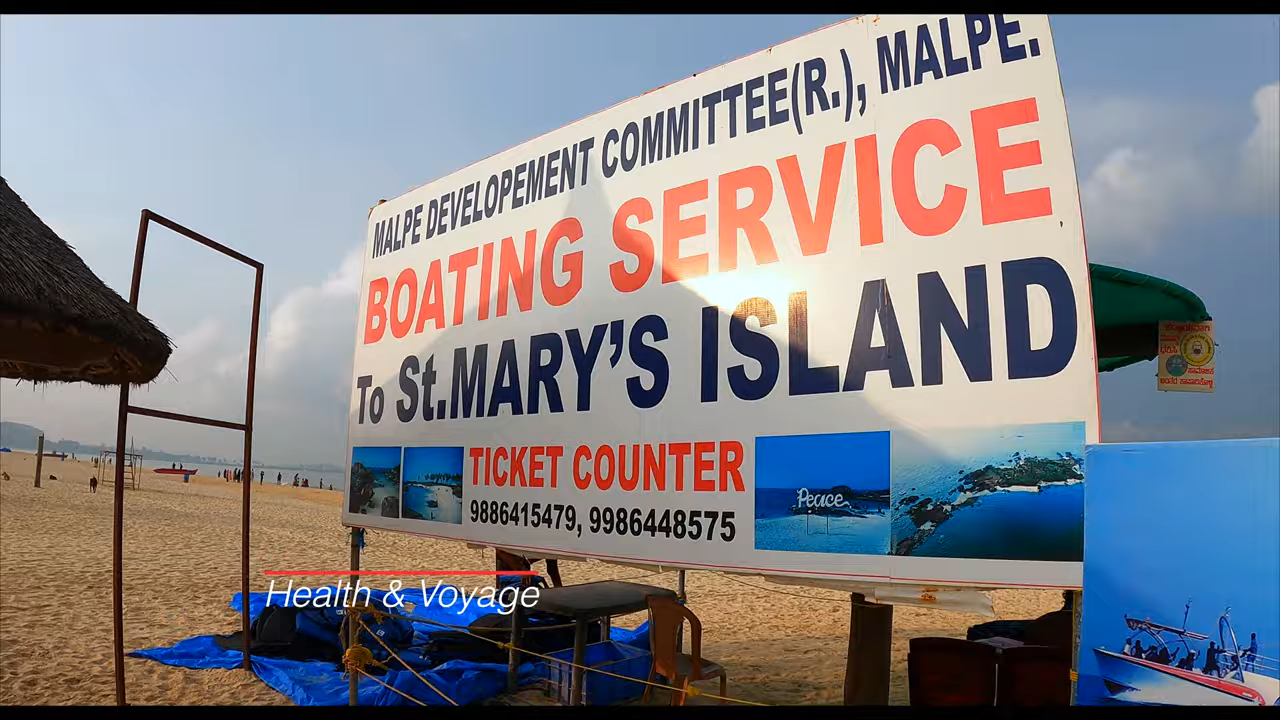 MALPE DEVELOPEMENT COMMITTEE(R.), MALPE.
BOATING SERVICE
To St.MARY'S ISLAND
TICKET COUNTER
9886415479, 9986448575
Peace
Health & Voyage